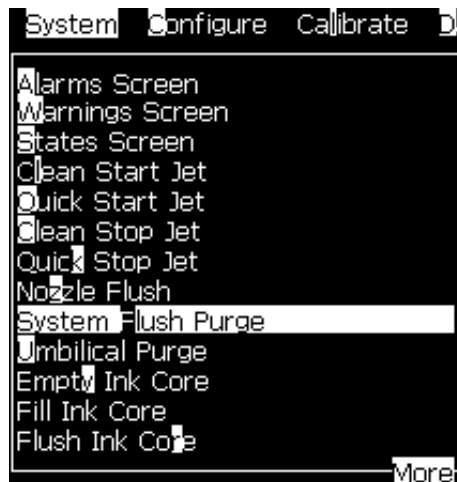 System Configure Calibrate D
Alarms Screen
Warnings Screen
States Screen
Clean Start Jet
Quick Start Jet
Clean Stop Jet
Quick Stop Jet
Nozzle Flush
System Flush Purge
Umbilical Purge
Empty Ink Core
Fill Ink Core
Flush Ink Core
More